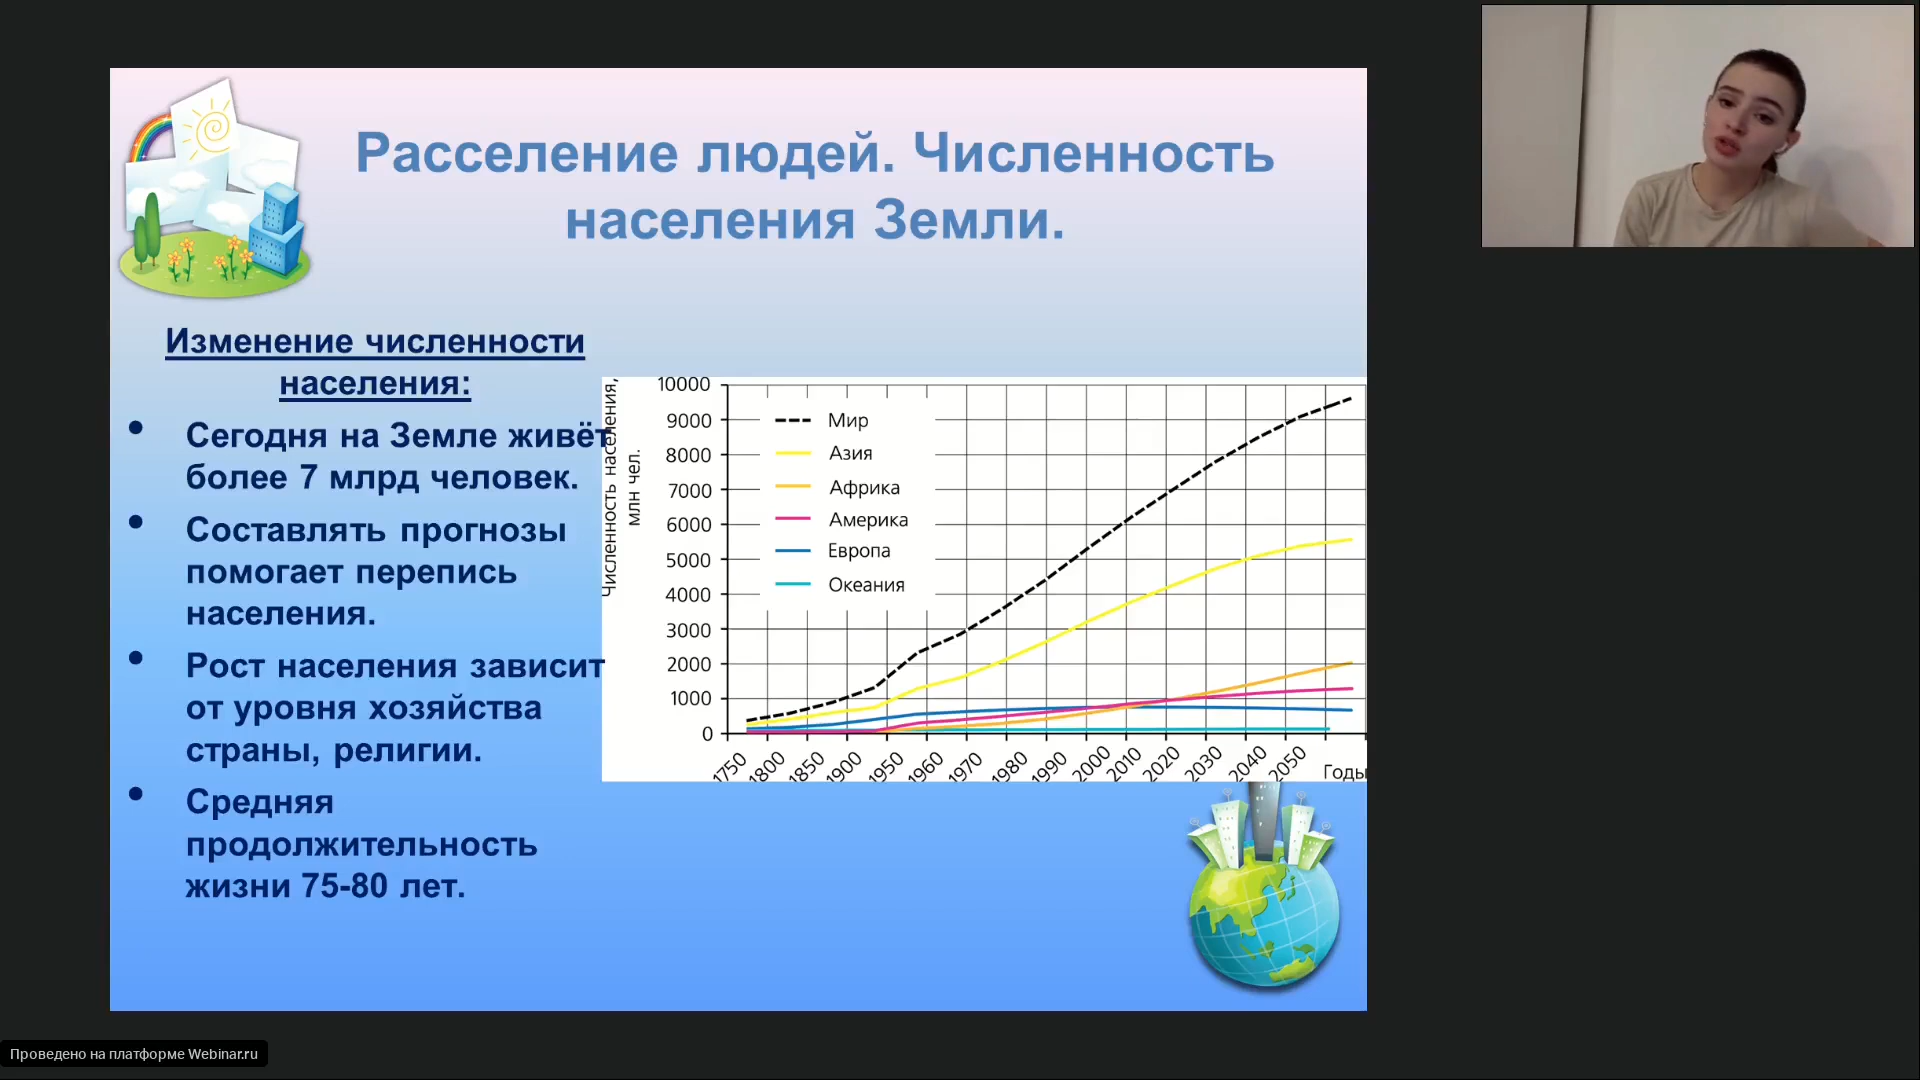 Расселение людей. Численность
населения Земли.
Изменение численности
населения:
• Сегодня на Земле живёт
более 7 млрд человек.
• Составлять прогнозы
помогает перепись
населения.
• Рост населения зависит
от уровня хозяйства
страны, религии.
• Средняя
продолжительность
жизни 75-80 лет.
Численность населения,
млн чел.
10000
9000
8000
7000
6000
5000
4000
3000
2000
1000
0
Мир
Азия
Африка
Америка
Европа
Океания
1750 1800 1850 1900 1950 1960 1970 1980 1990 2000 2010 2020 2030 2040 2050 Годы
Проведено на платформе Webinar.ru